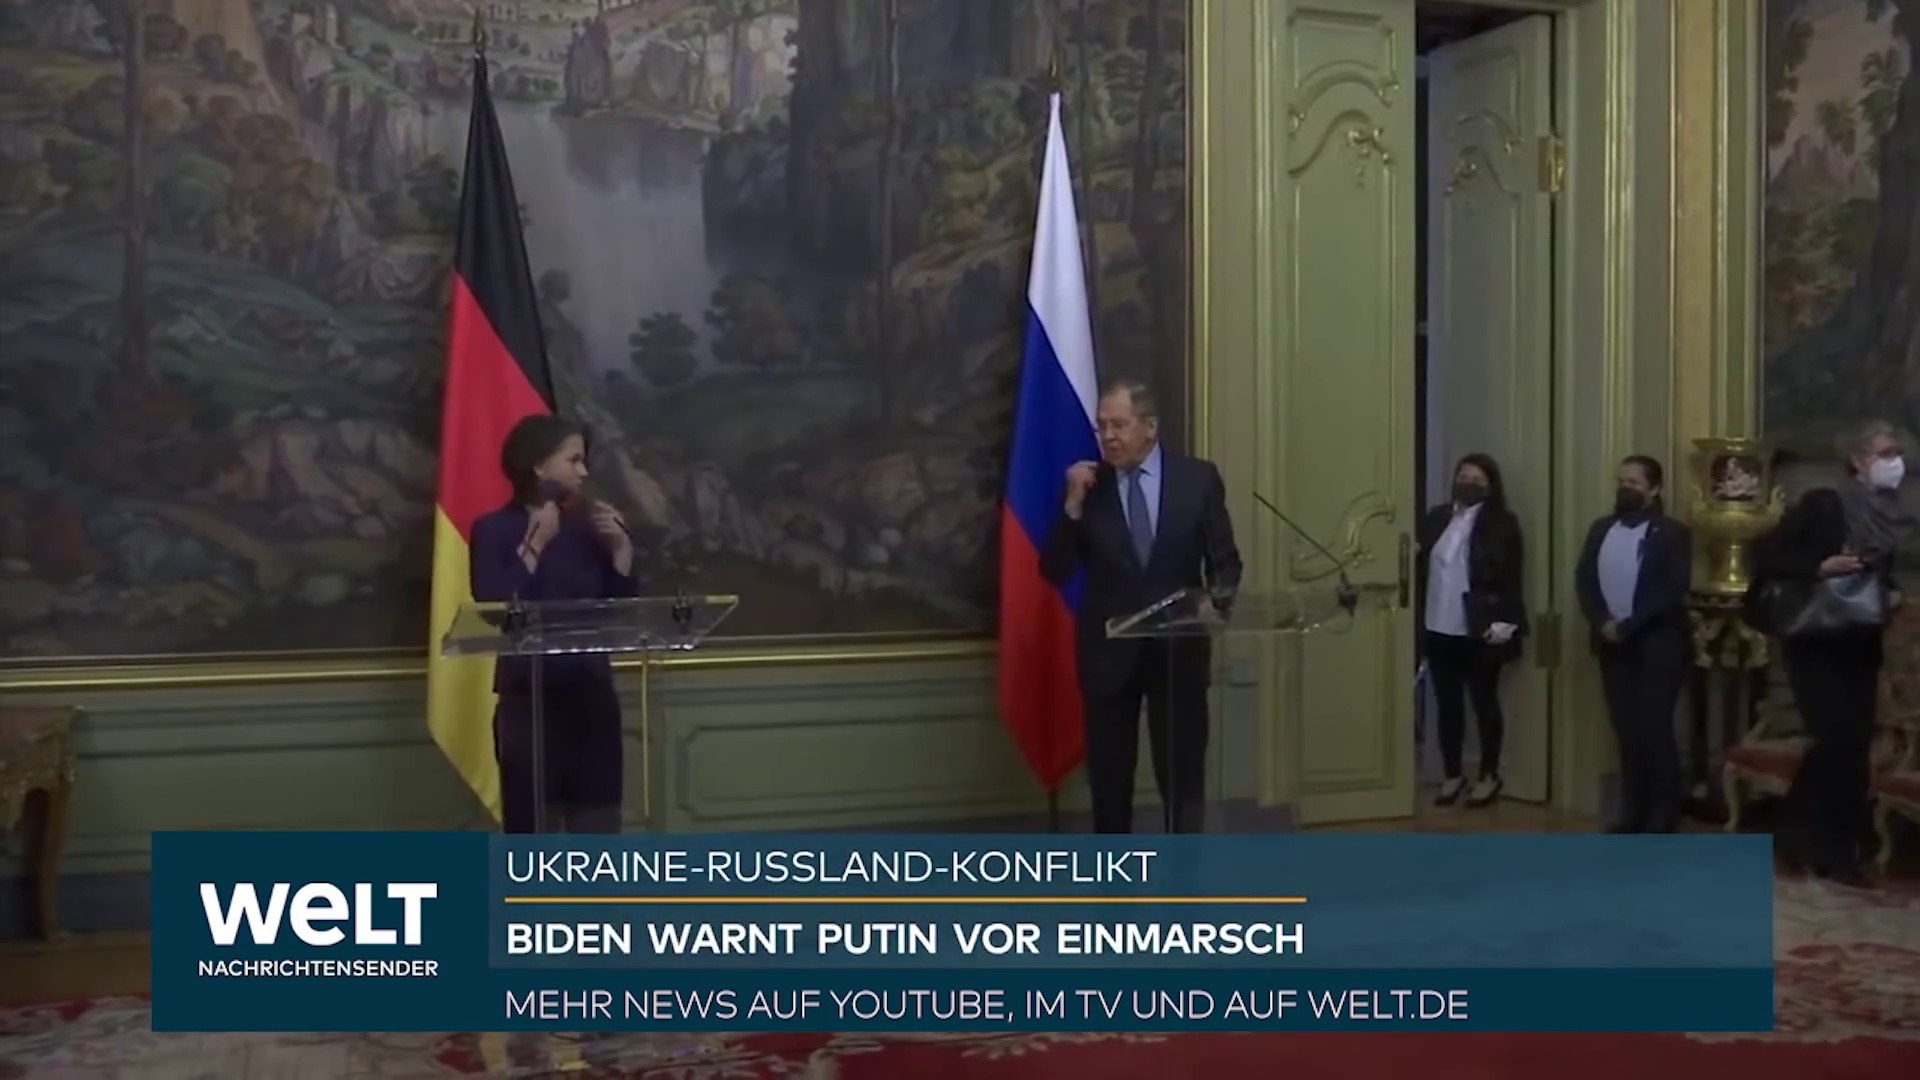 UKRAINE-RUSSLAND-KONFLIKT
BIDEN WARNT PUTIN VOR EINMARSCH
MEHR NEWS AUF YOUTUBE, IM TV UND AUF WELT.DE
WELT
NACHRICHTENSENDER